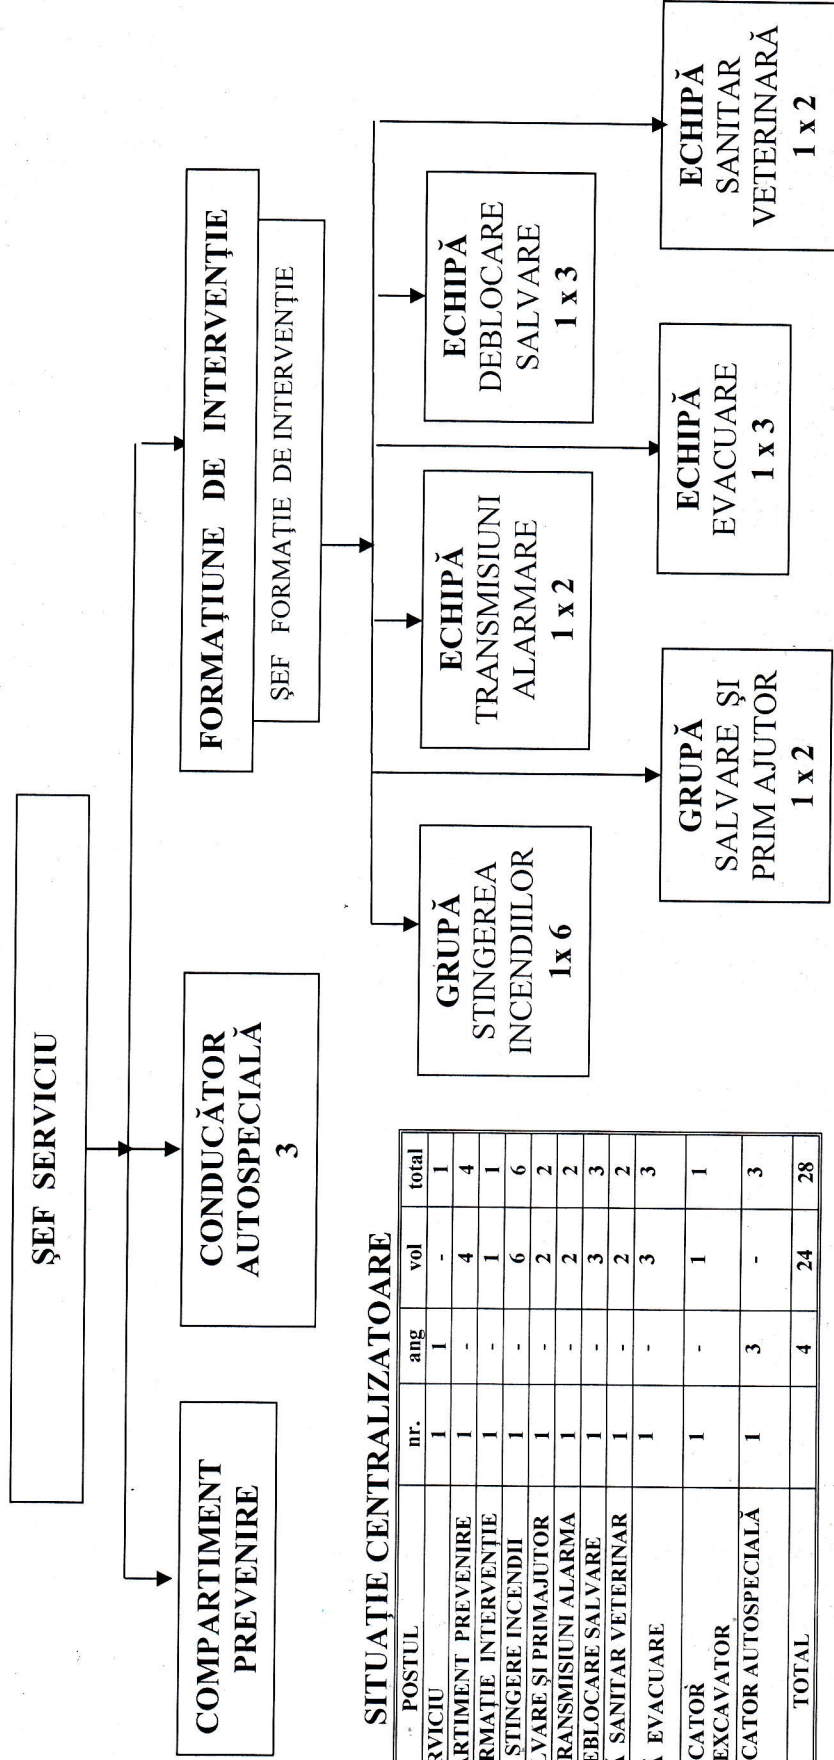 ŞEF SERVICIU
COMPARTIMENT
PREVENIRE
CONDUCĂTOR
AUTOSPECIALĂ
3
FORMAŢIUNE DE INTERVENŢIE
ŞEF FORMAŢIE DE INTERVENŢIE
GRUPĂ
STINGEREA
INCENDIILOR
1x 6
ECHIPĂ
TRANSMISIUNI
ALARMARE
1 x 2
ECHIPĂ
DEBLOCARE
SALVARE
1 x 3
GRUPĂ
SALVARE ŞI
PRIM AJUTOR
1 x 2
ECHIPĂ
EVACUARE
1 x 3
ECHIPĂ
SANITAR
VETERINARĂ
1 x 2
SITUAŢIE CENTRALIZATOARE
POSTUL nr. ang vol total
RVICIU 1 1 - 1
ARTIMENT PREVENIRE 1 - 4 4
RMAŢIE INTERVENŢIE 1 - 1 1
STINGERE INCENDII 1 - 6 6
LVARE ŞI PRIMAJUTOR 1 - 2 2
RANSMISIUNI ALARMA 1 - 2 2
EBLOCARE SALVARE 1 - 3 3
A SANITAR VETERINAR 1 - 2 2
A EVACUARE 1 - 3 3
CATOR
EXCAVATOR 1 - 1 1
CATOR AUTOSPECIALĂ 1 3 - 3
TOTAL 4 24 28